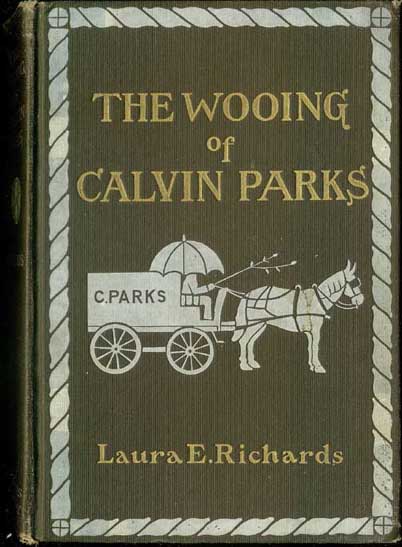 THE WOOING
of
CALVIN PARKS
C.PARKS
Laura E. Richards